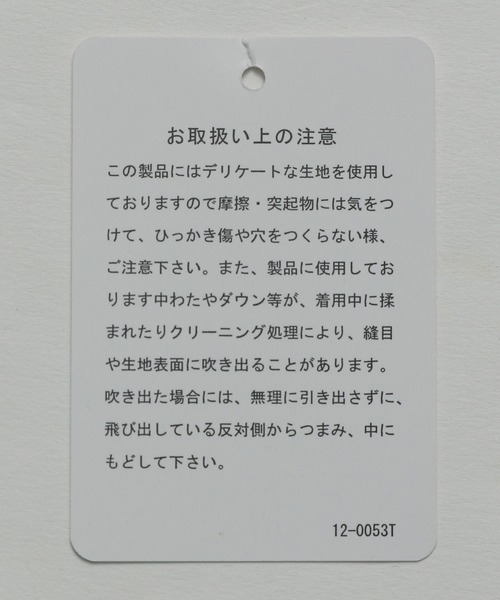 お取扱い上の注意
この製品にはデリケートな生地を使用し
ておりますので摩擦・突起物には気をつ
けて、ひっかき傷や穴をつくらない様、
ご注意下さい。また、製品に使用してお
ります中わたやダウン等が、着用中に揉
まれたりクリーニング処理により、縫目
や生地表面に吹き出ることがあります。
吹き出た場合には、無理に引き出さずに、
飛び出している反対側からつまみ、中に
もどして下さい。
12-0053T